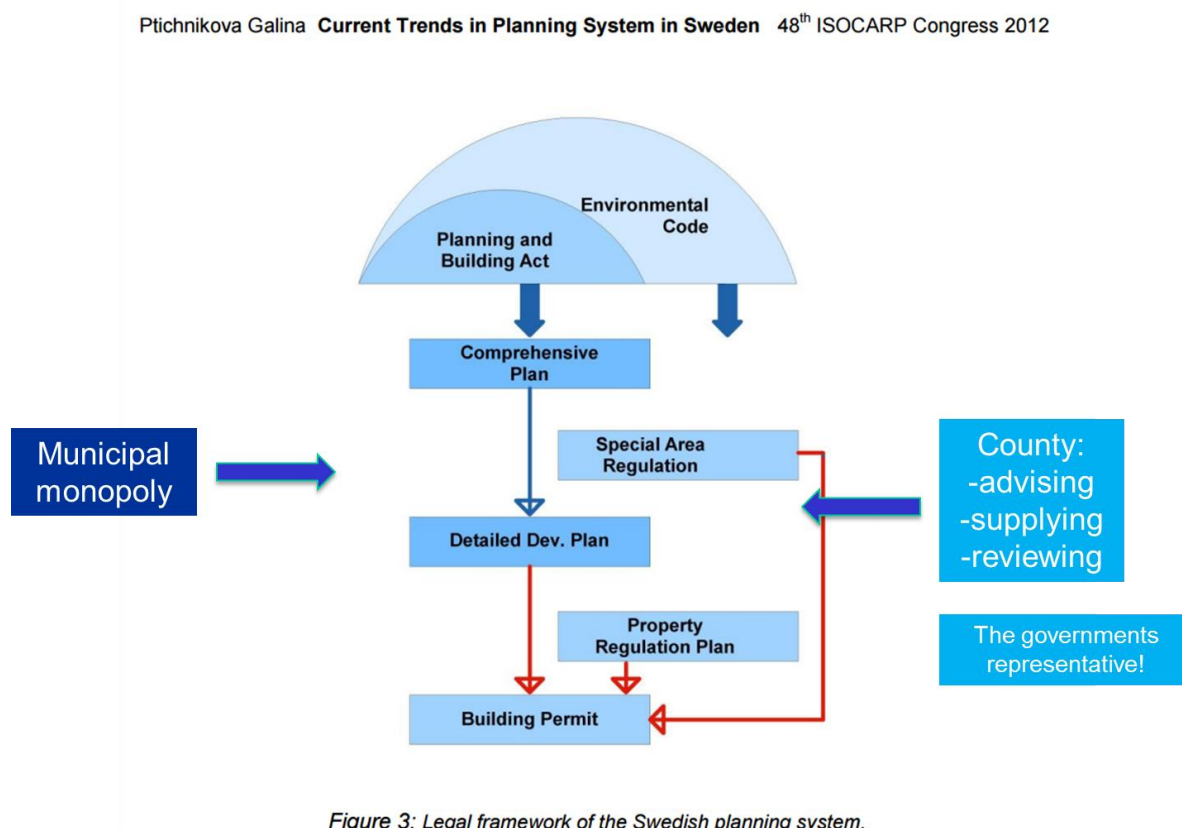 Ptichnikova Galina Current Trends in Planning System in Sweden 48th ISOCARP Congress 2012
Environmental
Code
Planning and
Building Act
Comprehensive
Plan
Municipal
monopoly
Special Area
Regulation
County:
-advising
-supplying
-reviewing
Detailed Dev. Plan
Property
Regulation Plan
The governments
representative!
Building Permit
Figure 3: Legal framework of the Swedish planning system.